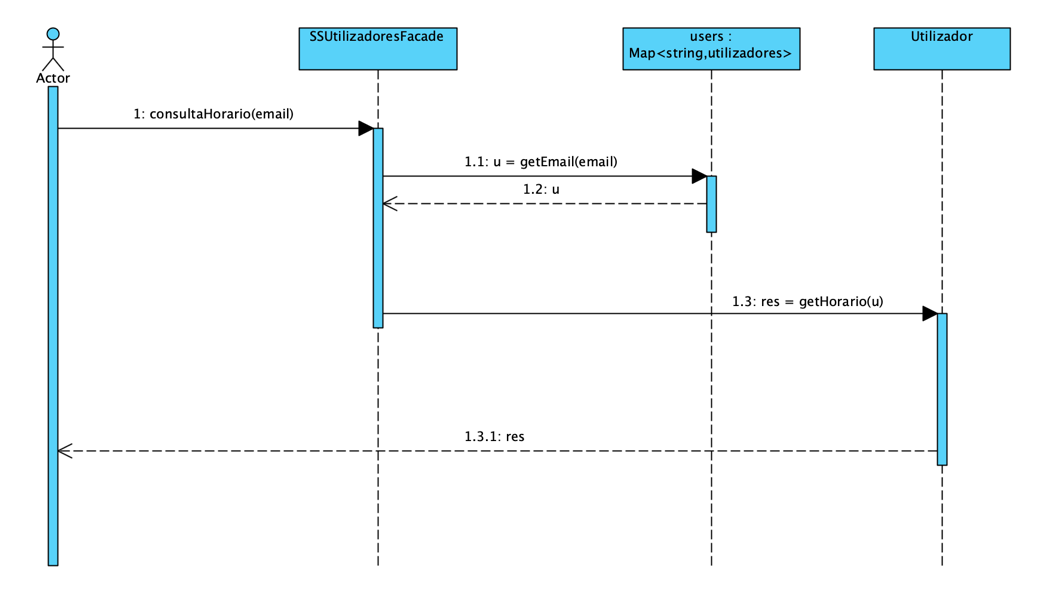 Actor
SSUtilizadoresFacade
users :
Map<string,utilizadores>
Utilizador
1: consultaHorario(email)
1.1: u = getEmail(email)
1.2: u
1.3: res = getHorario(u)
1.3.1: res